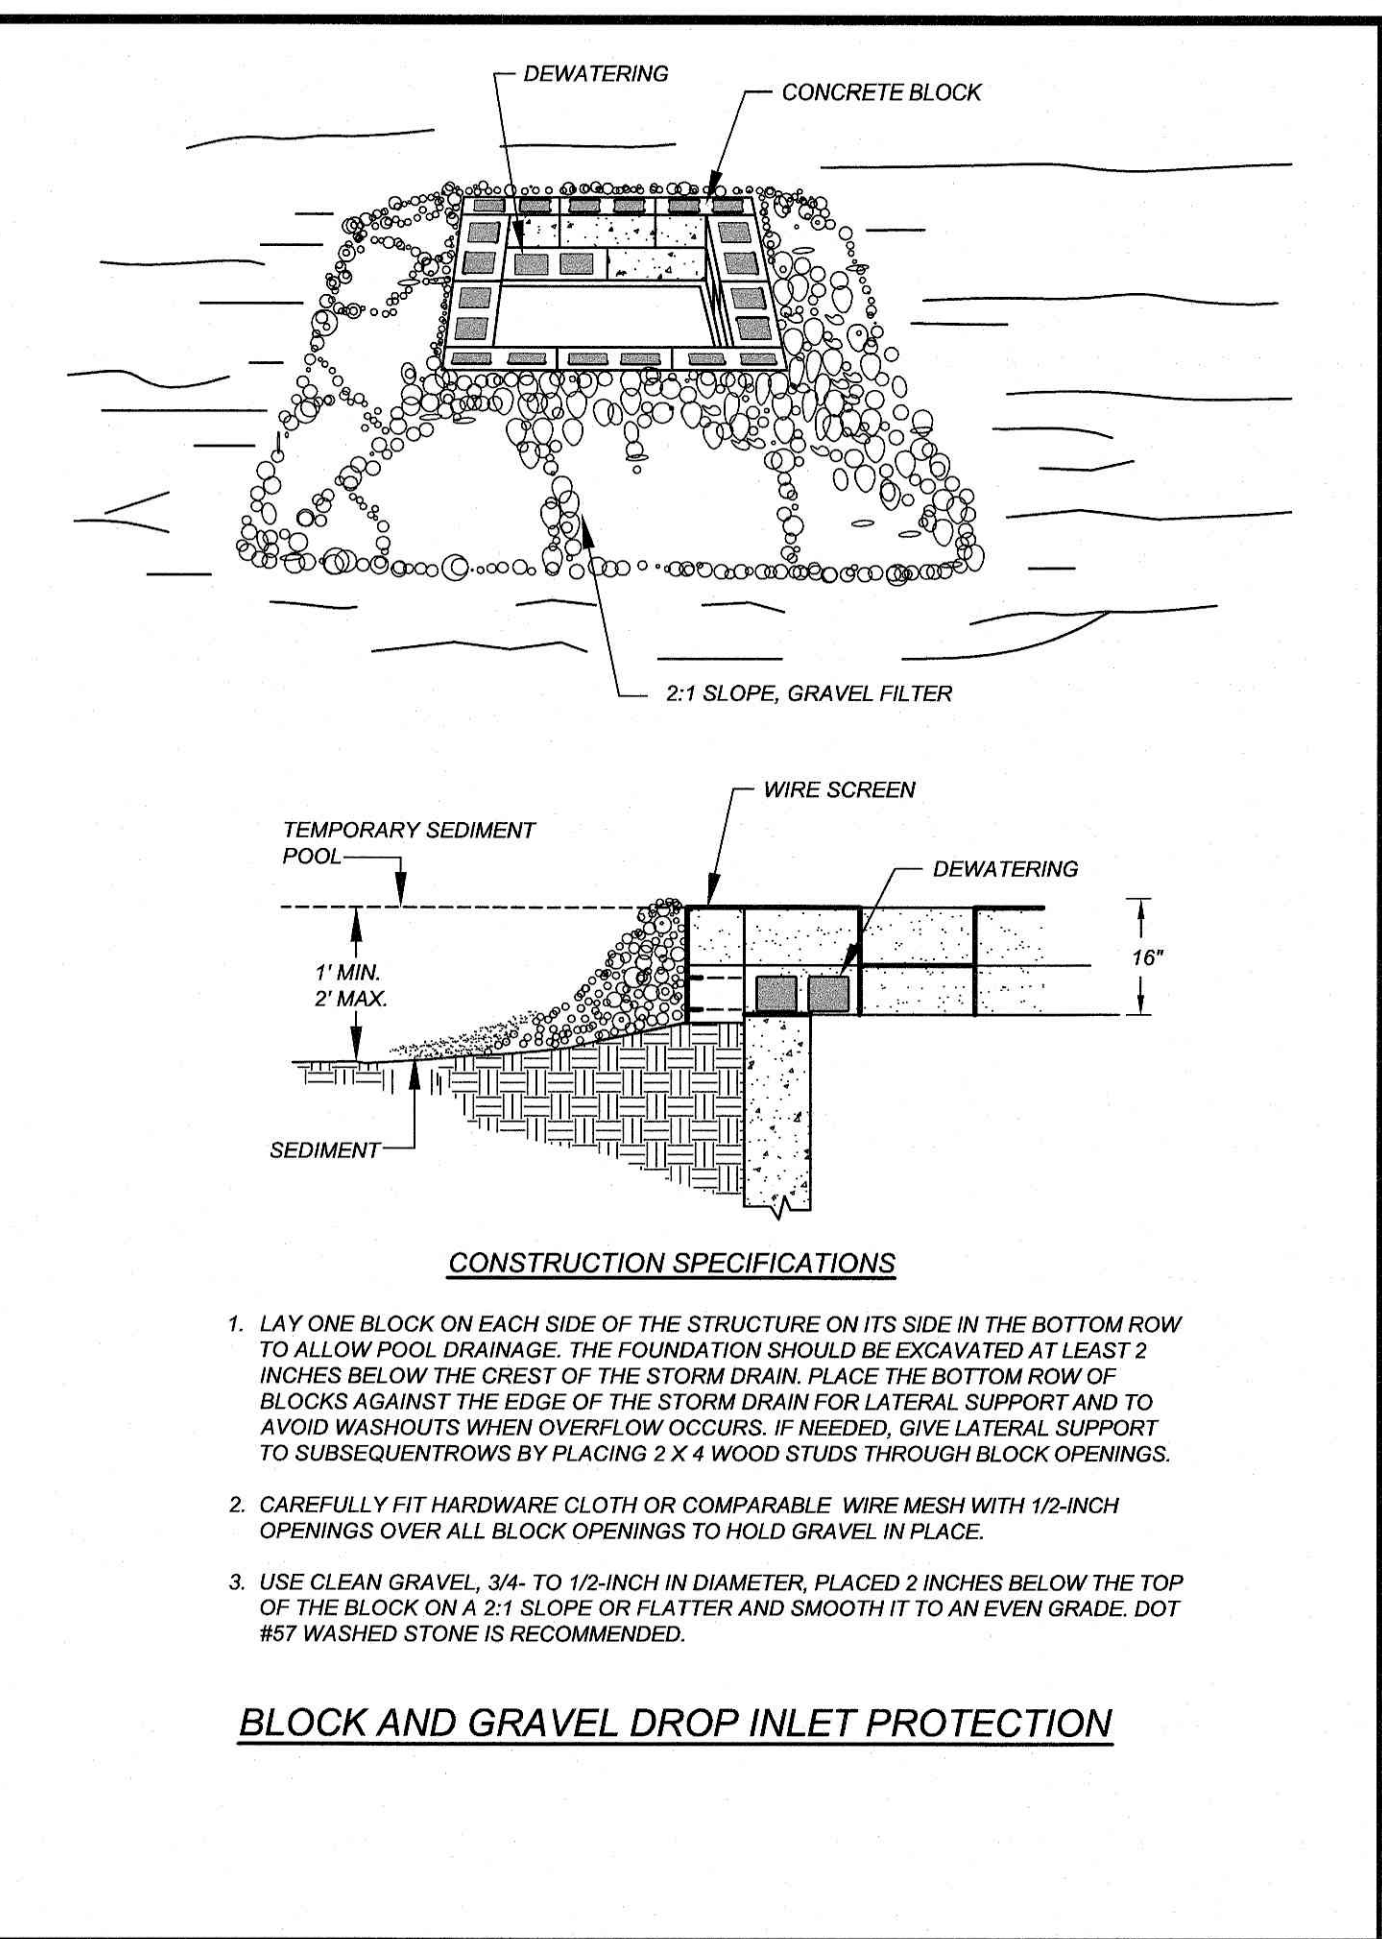 DEWATERING
CONCRETE BLOCK
2:1 SLOPE, GRAVEL FILTER
WIRE SCREEN
TEMPORARY SEDIMENT
POOL
DEWATERING
1' MIN.
2' MAX.
16"
SEDIMENT
CONSTRUCTION SPECIFICATIONS
1. LAY ONE BLOCK ON EACH SIDE OF THE STRUCTURE ON ITS SIDE IN THE BOTTOM ROW
TO ALLOW POOL DRAINAGE. THE FOUNDATION SHOULD BE EXCAVATED AT LEAST 2
INCHES BELOW THE CREST OF THE STORM DRAIN. PLACE THE BOTTOM ROW OF
BLOCKS AGAINST THE EDGE OF THE STORM DRAIN FOR LATERAL SUPPORT AND TO
AVOID WASHOUTS WHEN OVERFLOW OCCURS. IF NEEDED, GIVE LATERAL SUPPORT
TO SUBSEQUENTROWS BY PLACING 2 X 4 WOOD STUDS THROUGH BLOCK OPENINGS.
2. CAREFULLY FIT HARDWARE CLOTH OR COMPARABLE WIRE MESH WITH 1/2-INCH
OPENINGS OVER ALL BLOCK OPENINGS TO HOLD GRAVEL IN PLACE.
3. USE CLEAN GRAVEL, 3/4- TO 1/2-INCH IN DIAMETER, PLACED 2 INCHES BELOW THE TOP
OF THE BLOCK ON A 2:1 SLOPE OR FLATTER AND SMOOTH IT TO AN EVEN GRADE. DOT
#57 WASHED STONE IS RECOMMENDED.
BLOCK AND GRAVEL DROP INLET PROTECTION